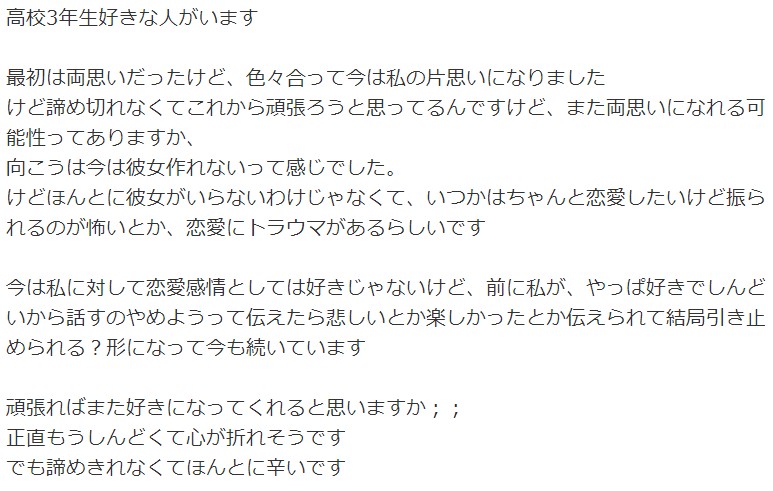 高校3年生好きな人がいます
最初は両思いだったけど、色々合って今は私の片思いになりました
けど諦め切れなくてこれから頑張ろうと思ってるんですけど、また両思いになれる可
能性ってありますか、
向こうは今は彼女作れないって感じでした。
けどほんとに彼女がいらないわけじゃなくて、いつかはちゃんと恋愛したいけど振ら
れるのが怖いとか、恋愛にトラウマがあるらしいです
今は私に対して恋愛感情としては好きじゃないけど、前に私が、やっぱ好きでしんど
いから話すのやめようって伝えたら悲しいとか楽しかったとか伝えられて結局引き止
められる？形になって今も続いています
頑張ればまた好きになってくれると思いますか；；
正直もうしんどくて心が折れそうです
でも諦めきれなくてほんとに辛いです